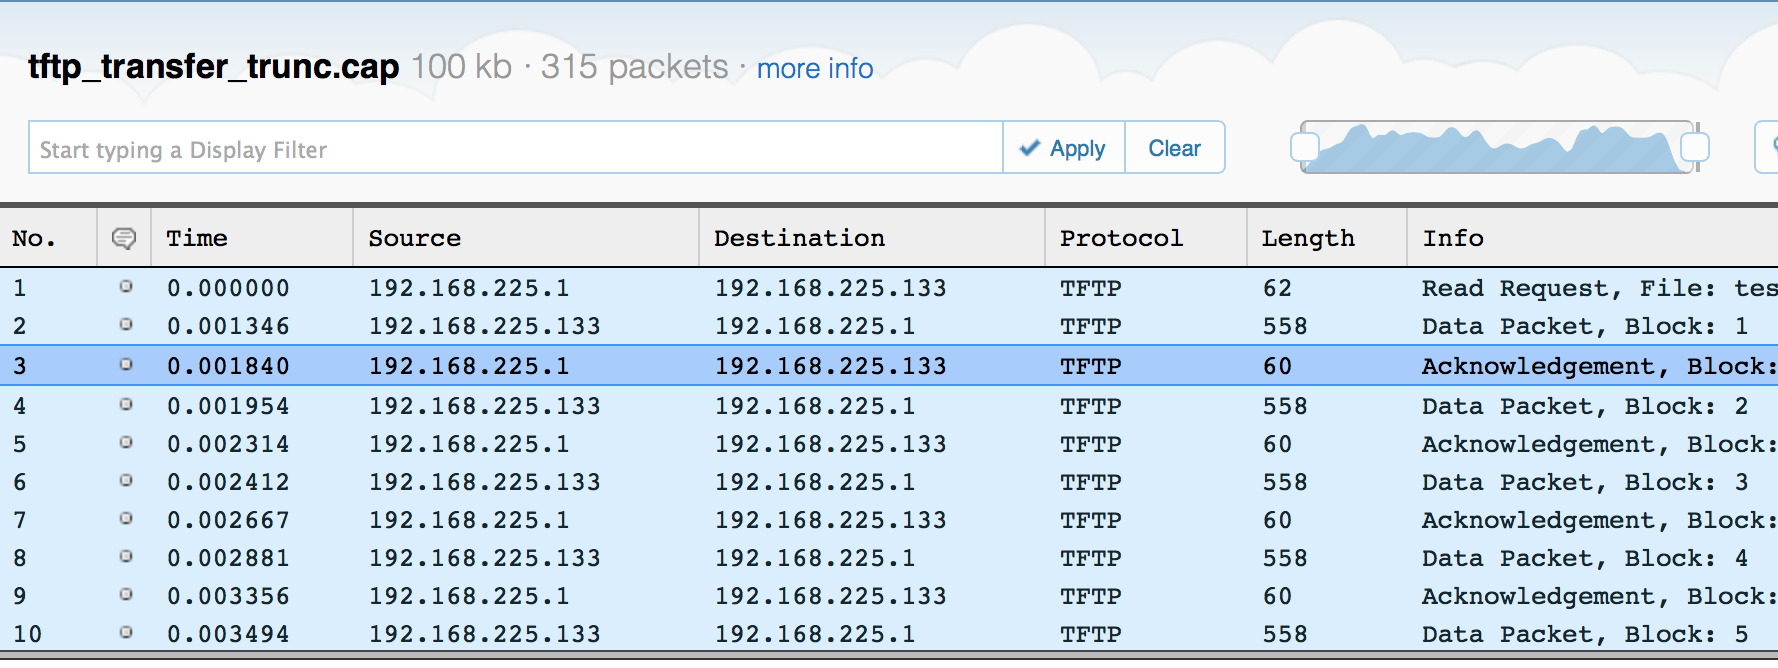 tftp_transfer_trunc.cap 100 kb · 315 packets · more info
Start typing a Display Filter Apply Clear
No. Time Source Destination Protocol Length Info
1 0.000000 192.168.225.1 192.168.225.133 TFTP 62 Read Request, File: tes
2 0.001346 192.168.225.133 192.168.225.1 TFTP 558 Data Packet, Block: 1
3 0.001840 192.168.225.1 192.168.225.133 TFTP 60 Acknowledgement, Block:
4 0.001954 192.168.225.133 192.168.225.1 TFTP 558 Data Packet, Block: 2
5 0.002314 192.168.225.1 192.168.225.133 TFTP 60 Acknowledgement, Block:
6 0.002412 192.168.225.133 192.168.225.1 TFTP 558 Data Packet, Block: 3
7 0.002667 192.168.225.1 192.168.225.133 TFTP 60 Acknowledgement, Block:
8 0.002881 192.168.225.133 192.168.225.1 TFTP 558 Data Packet, Block: 4
9 0.003356 192.168.225.1 192.168.225.133 TFTP 60 Acknowledgement, Block:
10 0.003494 192.168.225.133 192.168.225.1 TFTP 558 Data Packet, Block: 5